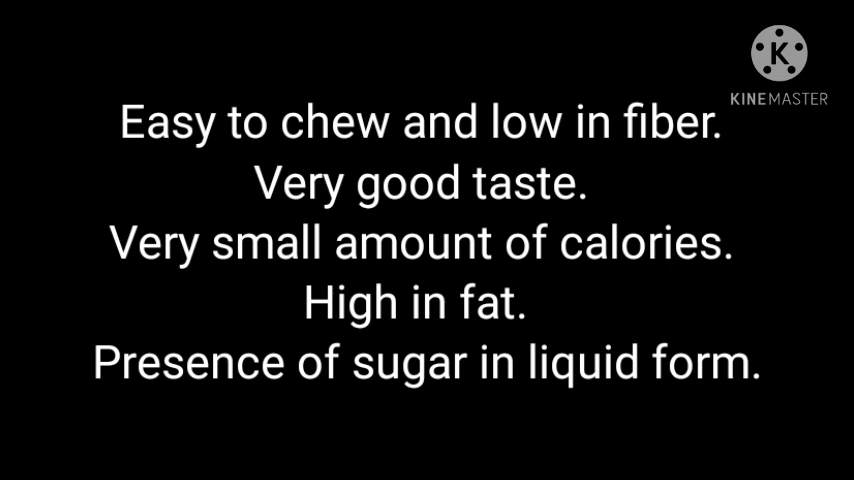 KINEMASTER
Easy to chew and low in fiber.
Very good taste.
Very small amount of calories.
High in fat.
Presence of sugar in liquid form.